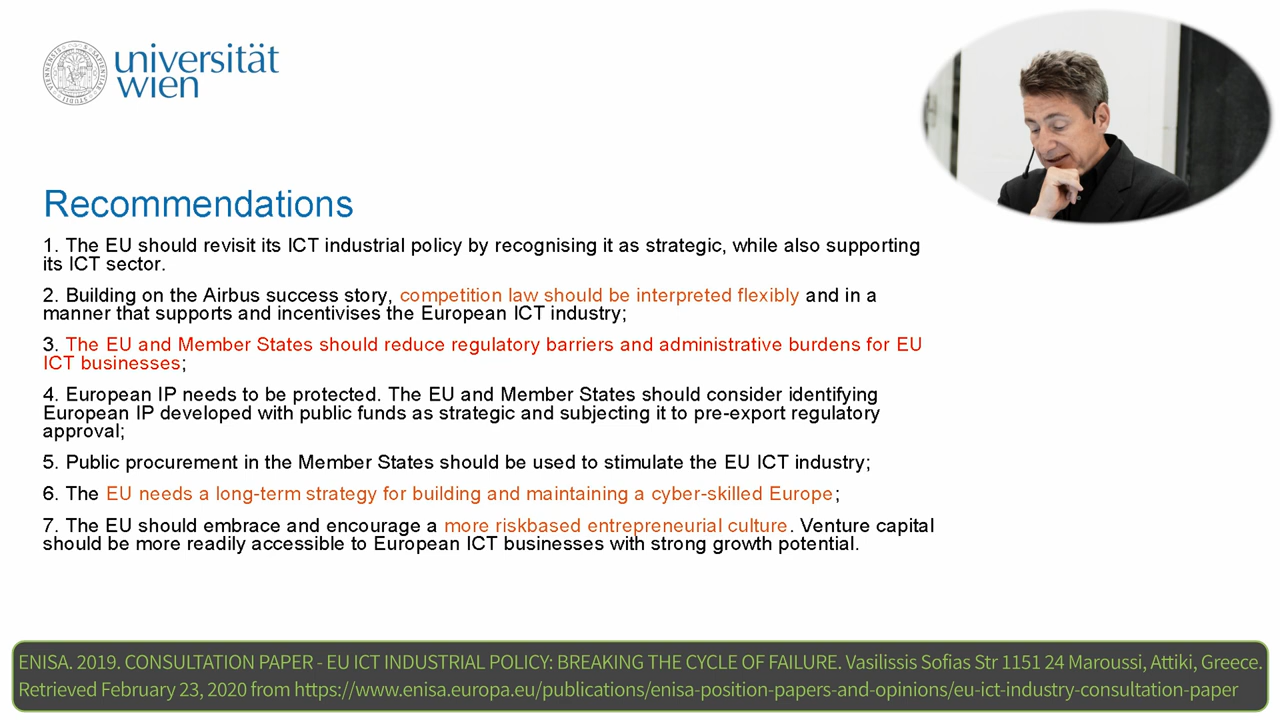 universität
wien
Recommendations
1. The EU should revisit its ICT industrial policy by recognising it as strategic, while also supporting
its ICT sector.
2. Building on the Airbus success story, competition law should be interpreted flexibly and in a
manner that supports and incentivises the European ICT industry;
3. The EU and Member States should reduce regulatory barriers and administrative burdens for EU
ICT businesses;
4. European IP needs to be protected. The EU and Member States should consider identifying
European IP developed with public funds as strategic and subjecting it to pre-export regulatory
approval;
5. Public procurement in the Member States should be used to stimulate the EU ICT industry;
6. The EU needs a long-term strategy for building and maintaining a cyber-skilled Europe;
7. The EU should embrace and encourage a more riskbased entrepreneurial culture. Venture capital
should be more readily accessible to European ICT businesses with strong growth potential.
ENISA. 2019. CONSULTATION PAPER - EU ICT INDUSTRIAL POLICY: BREAKING THE CYCLE OF FAILURE. Vasilissis Sofias Str 1151 24 Maroussi, Attiki, Greece.
Retrieved February 23, 2020 from https://www.enisa.europa.eu/publications/enisa-position-papers-and-opinions/eu-ict-industry-consultation-paper